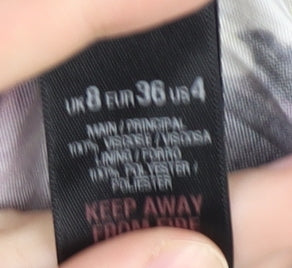 UK 8 EUR 36 US 4
MAIN / PRINCIPAL
100% VISCOSE / VISCOSA
LINING / FORRO
100% POLYESTER /
POLIESTER
KEEP AWAY
FROM FIRE